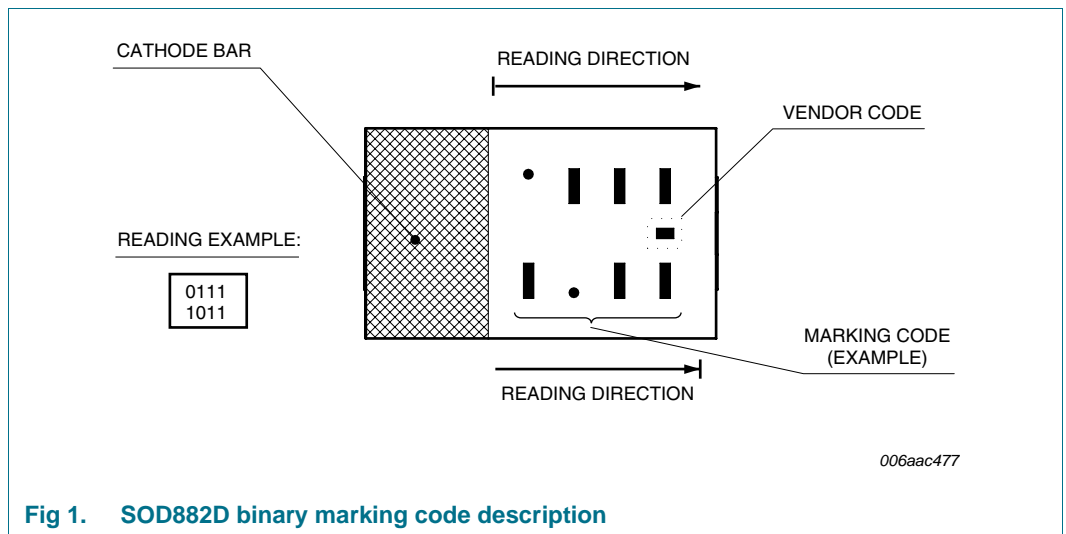 CATHODE BAR
READING DIRECTION
VENDOR CODE
READING EXAMPLE:
0111
1011
MARKING CODE
(EXAMPLE)
READING DIRECTION
006aac477
Fig 1. SOD882D binary marking code description